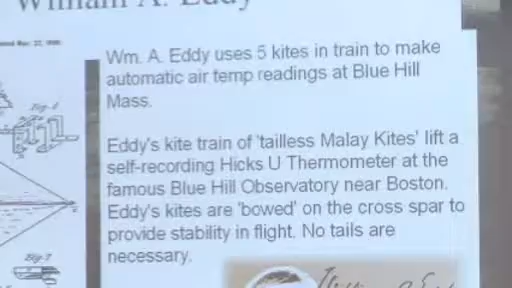 William A. Eddy
Wm. A. Eddy uses 5 kites in train to make
automatic air temp readings at Blue Hill
Mass.
Eddy's kite train of 'tailless Malay Kites' lift a
self-recording Hicks U Thermometer at the
famous Blue Hill Observatory near Boston.
Eddy's kites are 'bowed' on the cross spar to
provide stability in flight. No tails are
necessary.